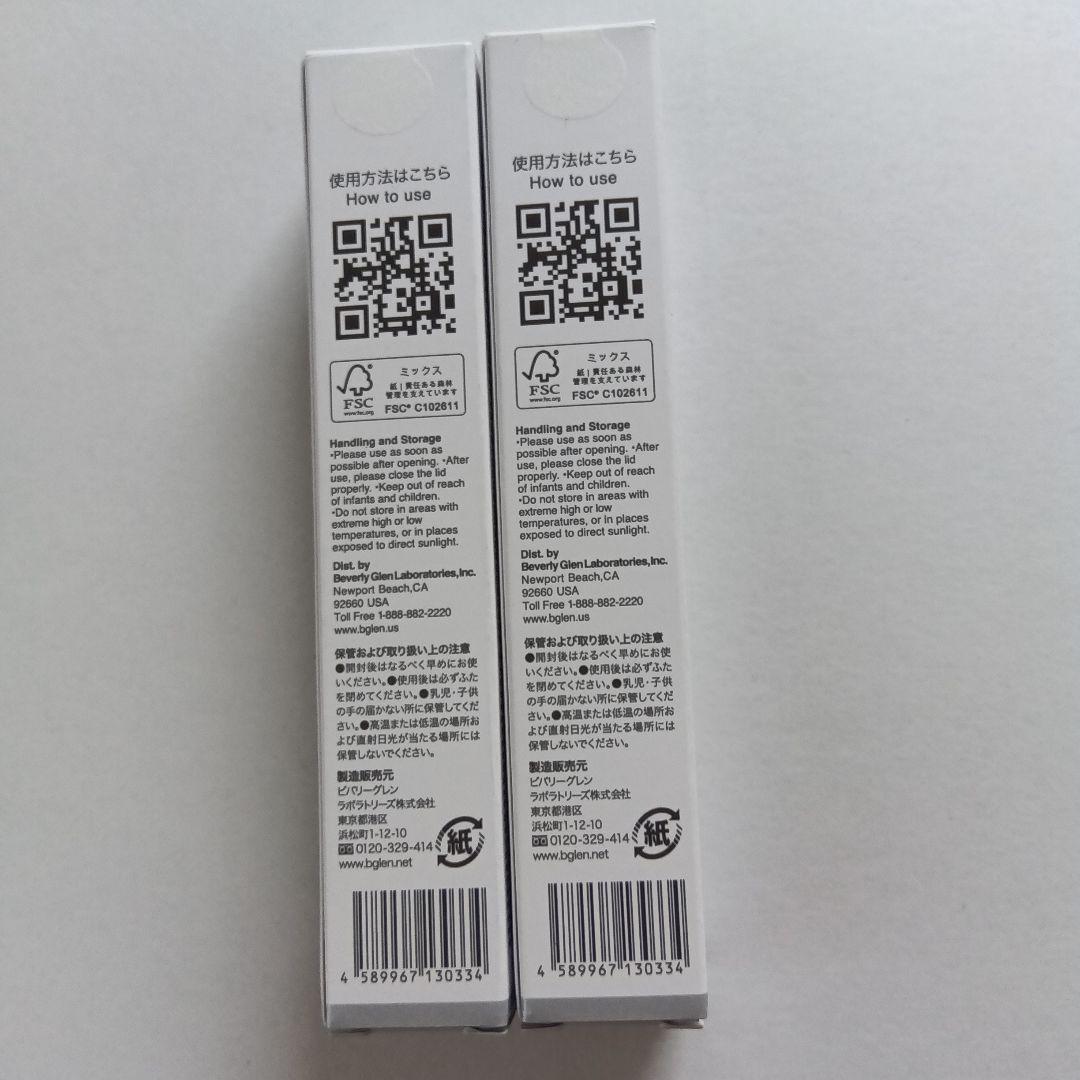 使用方法はこちら
How to use
FSC
www.fsc.org
ミックス
紙 | 責任ある森林
管理を支えています
FSC® C102611
Handling and Storage
•Please use as soon as
possible after opening. •After
use, please close the lid
properly. •Keep out of reach
of infants and children.
•Do not store in areas with
extreme high or low
temperatures, or in places
exposed to direct sunlight.
Dist. by
Beverly Glen Laboratories,Inc.
Newport Beach,CA
92660 USA
Toll Free 1-888-882-2220
www.bglen.us
保管および取り扱い上の注意
●開封後はなるべく早めにお使
いください。●使用後は必ずふた
を閉めてください。●乳児・子供
の手の届かない所に保管してくだ
さい。●高温または低温の場所お
よび直射日光が当たる場所には
保管しないでください。
製造販売元
ビバリーグレン
ラボラトリーズ株式会社
東京都港区
浜松町1-12-10
0120-329-414
www.bglen.net
紙
4 589967 130334
使用方法はこちら
How to use
FSC
www.fsc.org
ミックス
紙 | 責任ある森林
管理を支えています
FSC® C102611
Handling and Storage
•Please use as soon as
possible after opening. •After
use, please close the lid
properly. •Keep out of reach
of infants and children.
•Do not store in areas with
extreme high or low
temperatures, or in places
exposed to direct sunlight.
Dist. by
Beverly Glen Laboratories,Inc.
Newport Beach,CA
92660 USA
Toll Free 1-888-882-2220
www.bglen.us
保管および取り扱い上の注意
●開封後はなるべく早めにお使
いください。●使用後は必ずふた
を閉めてください。●乳児・子供
の手の届かない所に保管してくだ
さい。●高温または低温の場所お
よび直射日光が当たる場所には
保管しないでください。
製造販売元
ビバリーグレン
ラボラトリーズ株式会社
東京都港区
浜松町1-12-10
0120-329-414
www.bglen.net
紙
4 589967 130334